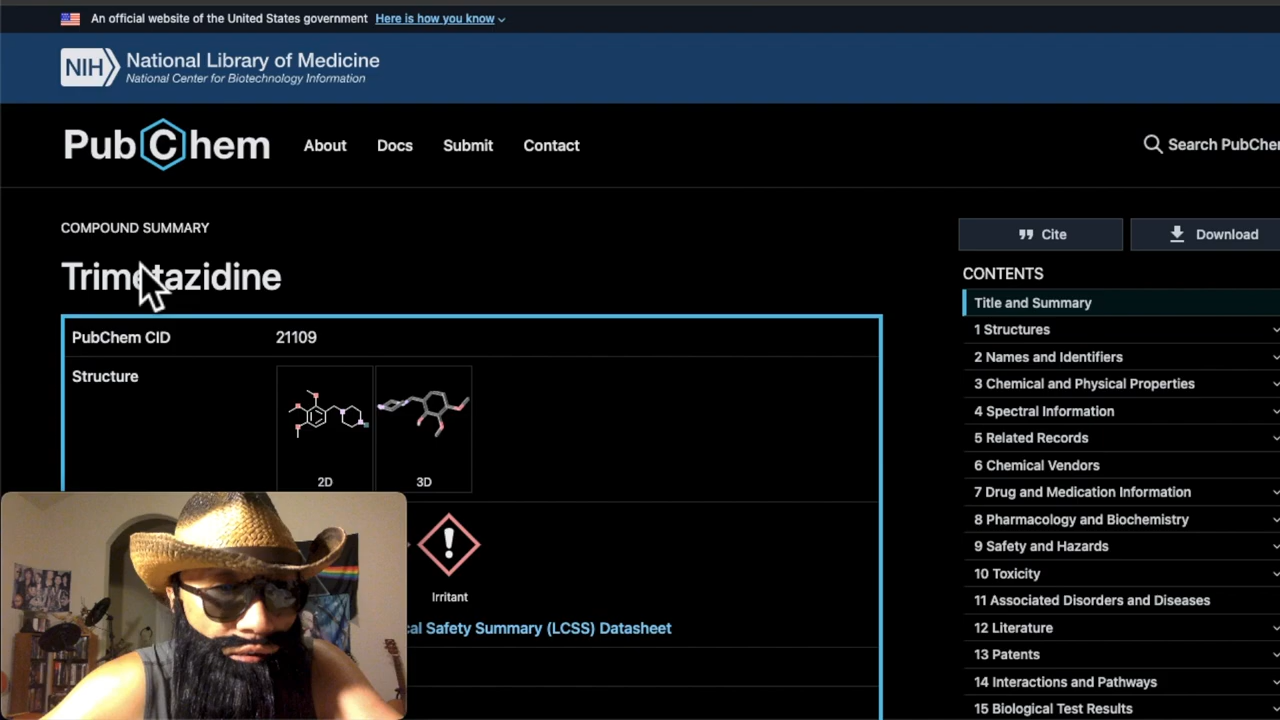 An official website of the United States government Here is how you know
NIH National Library of Medicine
National Center for Biotechnology Information
PubChem About Docs Submit Contact
Search PubChem
COMPOUND SUMMARY
Trimetazidine
PubChem CID 21109
Structure
2D 3D
Irritant
cal Safety Summary (LCSS) Datasheet
Cite Download
CONTENTS
Title and Summary
1 Structures
2 Names and Identifiers
3 Chemical and Physical Properties
4 Spectral Information
5 Related Records
6 Chemical Vendors
7 Drug and Medication Information
8 Pharmacology and Biochemistry
9 Safety and Hazards
10 Toxicity
11 Associated Disorders and Diseases
12 Literature
13 Patents
14 Interactions and Pathways
15 Biological Test Results